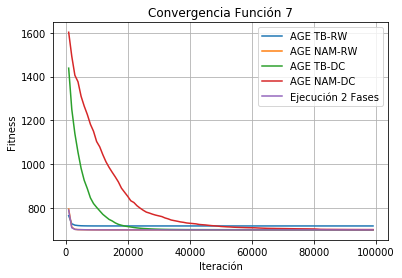 Convergencia Función 7
1600
1400
1200
1000
800
Fitness
AGE TB-RW
AGE NAM-RW
AGE TB-DC
AGE NAM-DC
Ejecución 2 Fases
0 20000 40000 60000 80000 100000
Iteración